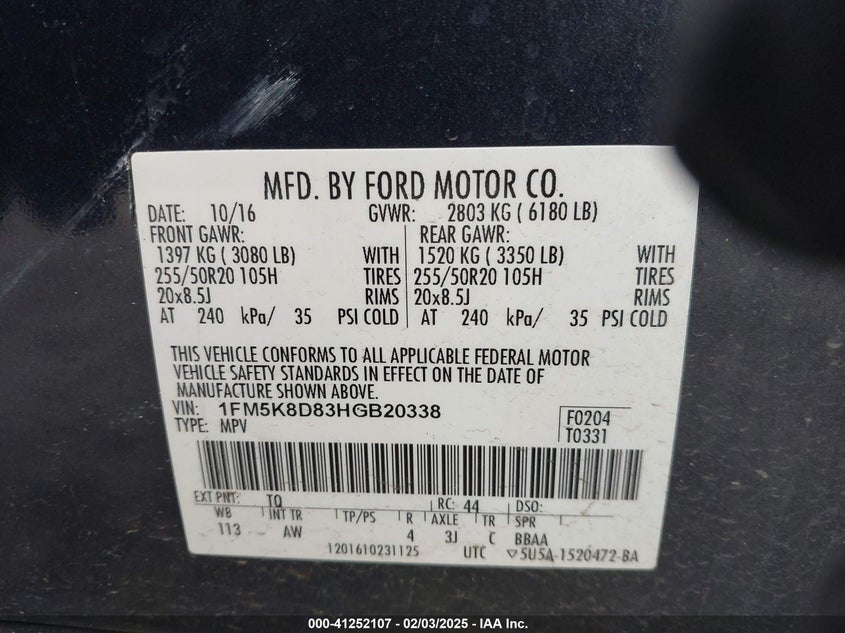 MFD. BY FORD MOTOR CO.
DATE: 10/16 GVWR: 2803 KG ( 6180 LB)
FRONT GAWR: REAR GAWR:
1397 KG ( 3080 LB) WITH 1520 KG ( 3350 LB) WITH
255/50R20 105H TIRES 255/50R20 105H TIRES
20x8.5J RIMS 20x8.5J RIMS
AT 240 kPa/ 35 PSI COLD AT 240 kPa/ 35 PSI COLD
THIS VEHICLE CONFORMS TO ALL APPLICABLE FEDERAL MOTOR
VEHICLE SAFETY STANDARDS IN EFFECT ON THE DATE OF
MANUFACTURE SHOWN ABOVE.
VIN: 1FM5K8D83HGB20338 F0204
TYPE: MPV T0331
EXT PNT: TQ RC: 44 DSO:
WB INT TR TP/PS R AXLE TR SPR
113 AW 4 3J C BBAA
1201610231125 UTC ▽5U5A-1520472-BA
000-41252107 - 02/03/2025 - IAA Inc.